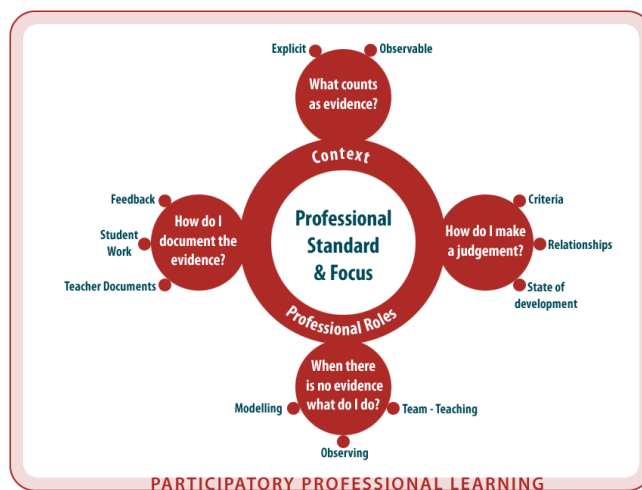 Explicit
Observable
What counts
as evidence?
Context
Feedback
Student
Work
Teacher Documents
How do I
document the
evidence?
Professional
Standard
& Focus
How do I make
a judgement?
Criteria
Relationships
State of
development
Professional Roles
When there
is no evidence
what do I do?
Modelling
Team - Teaching
Observing
PARTICIPATORY PROFESSIONAL LEARNING